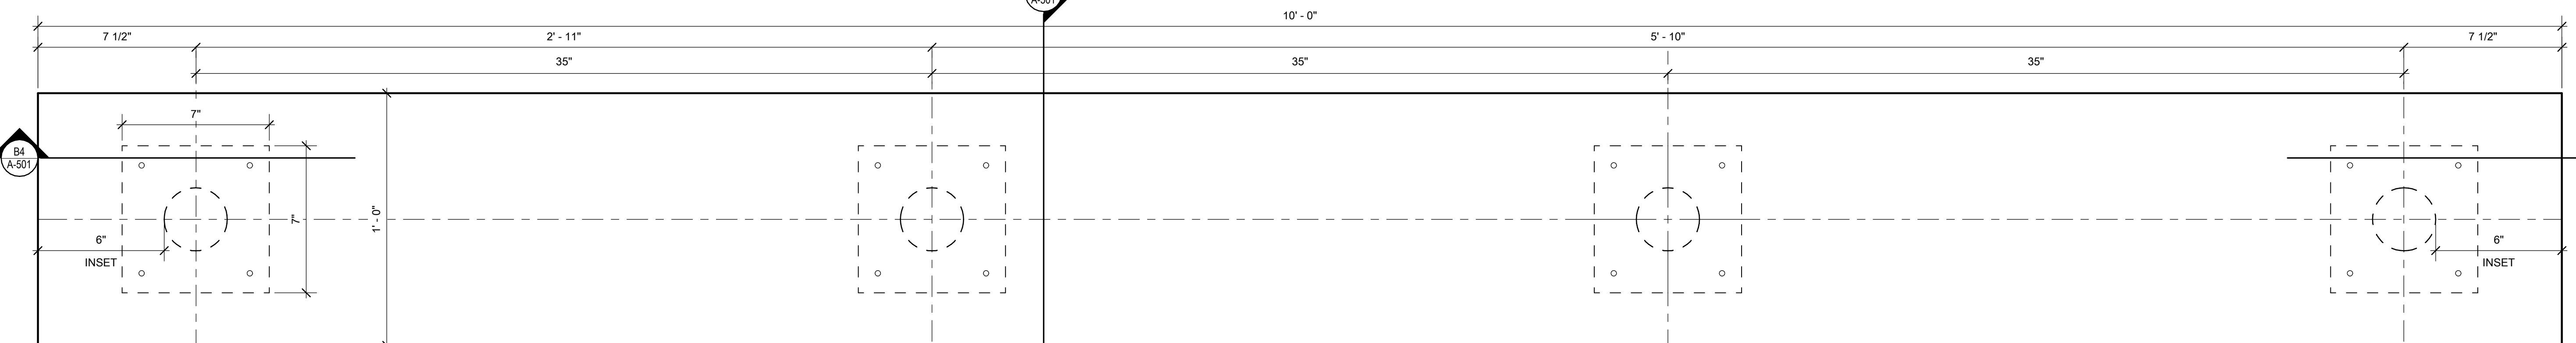 A-501
10' - 0"
7 1/2"
2' - 11"
5' - 10"
7 1/2"
35"
35"
35"
7"
B4
A-501
7"
1' - 0"
6"
INSET
6"
INSET